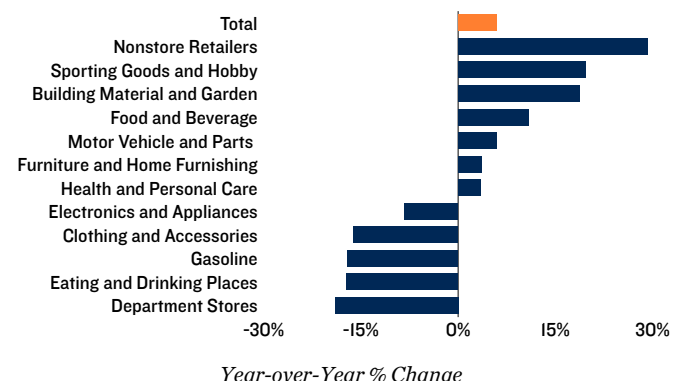 Total
Nonstore Retailers
Sporting Goods and Hobby
Building Material and Garden
Food and Beverage
Motor Vehicle and Parts
Furniture and Home Furnishing
Health and Personal Care
Electronics and Appliances
Clothing and Accessories
Gasoline
Eating and Drinking Places
Department Stores
-30% -15% 0% 15% 30%
Year-over-Year % Change